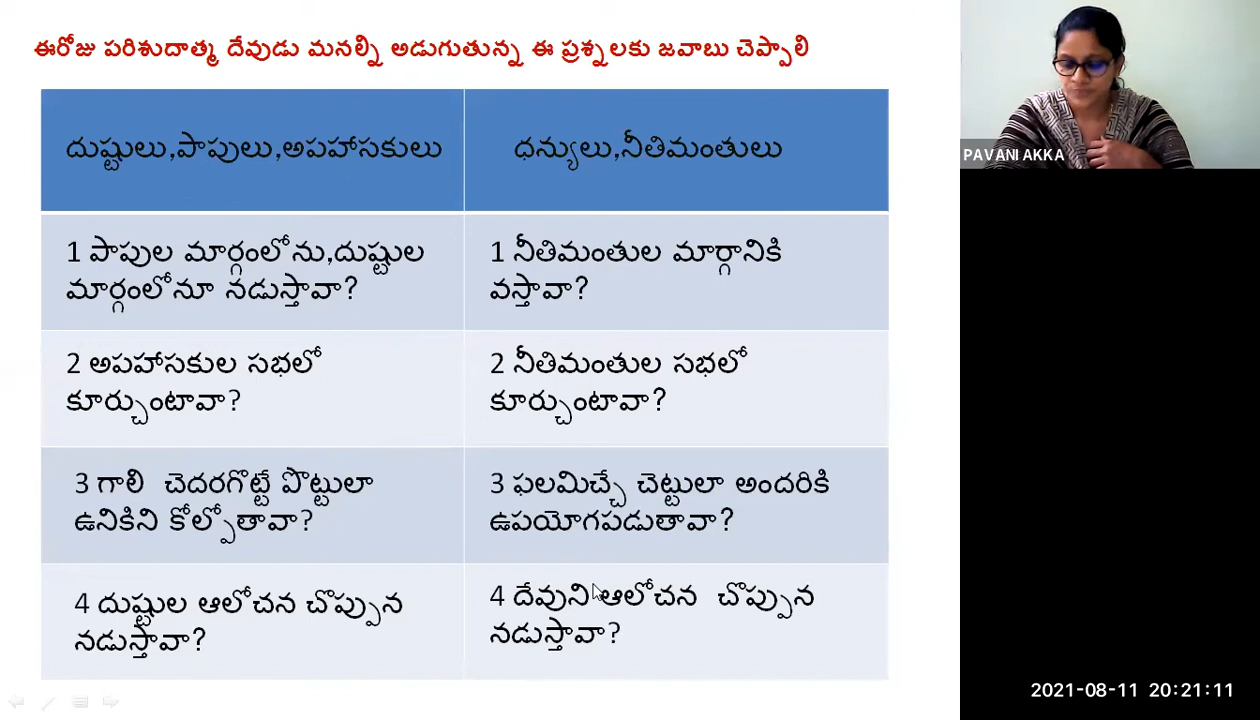 ఈరోజు పరిశుదాత్మ దేవుడు మనల్ని అడుగుతున్న ఈ ప్రశ్నలకు జవాబు చెప్పాలి
దుష్టులు,పాపులు,అపహాసకులు
ధన్యులు,నీతిమంతులు
1 పాపుల మార్గంలోను,దుష్టుల
మార్గంలోనూ నడుస్తావా?
1 నీతిమంతుల మార్గానికి
వస్తావా?
2 అపహాసకుల సభలో
కూర్చుంటావా?
2 నీతిమంతుల సభలో
కూర్చుంటావా?
3 గాలి చెదరగొట్టే పొట్టులా
ఉనికిని కోల్పోతావా?
3 ఫలమిచ్చే చెట్టులా అందరికి
ఉపయోగపడుతావా?
4 దుష్టుల ఆలోచన చొప్పున
నడుస్తావా?
4 దేవుని ఆలోచన చొప్పున
నడుస్తావా?
PAVANI AKKA
2021-08-11 20:21:11